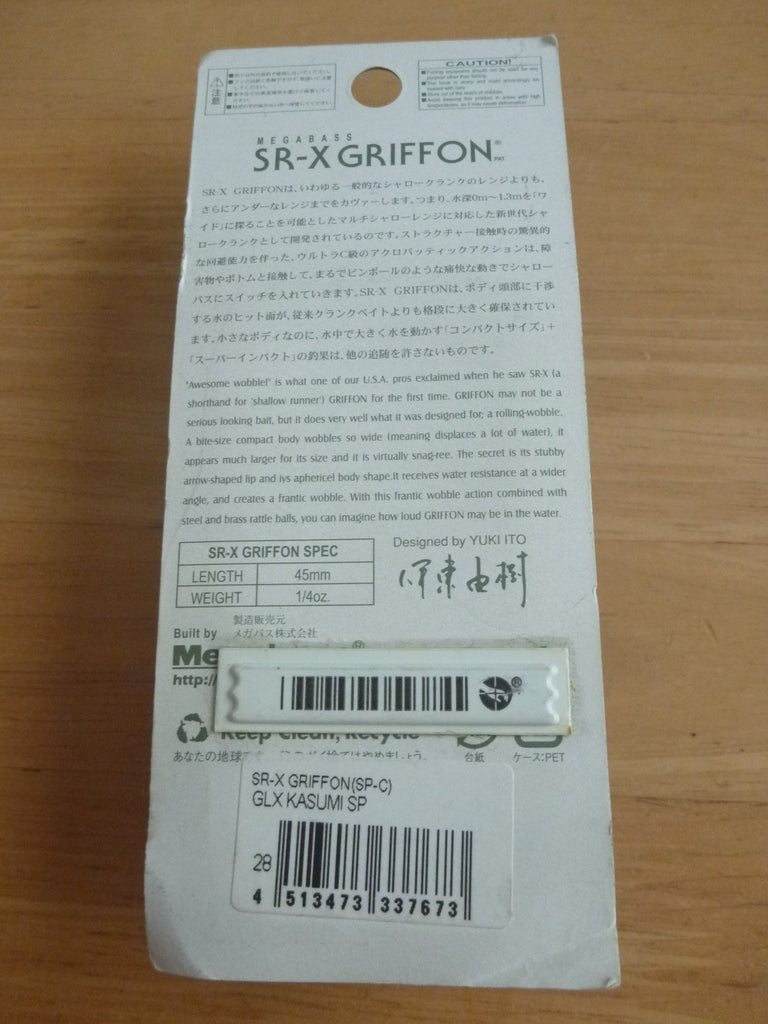 注意
CAUTION!
Fishing equipment should not be used for any
purpose other than fishing.
MEGABASS
SR-X GRIFFON®
PAT.
SR-X GRIFFONは、いわゆる一般的なシャロークランクのレンジよりも、
さらにアンダーなレンジまでをカヴァーします。つまり、水深0m〜1.3mを「ワ
イド」に探ることを可能としたマルチシャローレンジに対応した新世代シャ
ロークランクとして開発されているのです。ストラクチャー接触時の驚異的
な回避能力を伴った、ウルトラC級のアクロバッティックアクションは、障
害物やボトムと接触して、まるでピンボールのような痛快な動きでシャロー
バスにスイッチを入れていきます。SR-X GRIFFONは、ボディ頭部に干渉
する水のヒット面が、従来クランクベイトよりも格段に大きく確保されてい
ます。小さなボディなのに、水中で大きく水を動かす「コンパクトサイズ」+
「スーパーインパクト」の釣果は、他の追随を許さないものです。
"Awesome wobble!" is what one of our U.S.A. pros exclaimed when he saw SR-X (a
shorthand for 'shallow runner') GRIFFON for the first time. GRIFFON may not be a
serious looking bait, but it does very well what it was designed for; a rolling-wobble.
A bite-size compact body wobbles so wide (meaning displaces a lot of water), it
appears much larger for its size and it is virtually snag-ree. The secret is its stubby
arrow-shaped lip and iys aphericel body shape.it receives water resistance at a wider
angle, and creates a frantic wobble. With this frantic wobble action combined with
steel and brass rattle balls, you can imagine how loud GRIFFON may be in the water.
SR-X GRIFFON SPEC
LENGTH 45mm
WEIGHT 1/4oz.
Designed by YUKI ITO
伊東由樹
製造販売元
Built by メガバス株式会社
Me
http:/
Keep Clean, Recycle
あなたの地球
台紙 ケース:PET
SR-X GRIFFON(SP-C)
GLX KASUMI SP
28
4 513473 337673